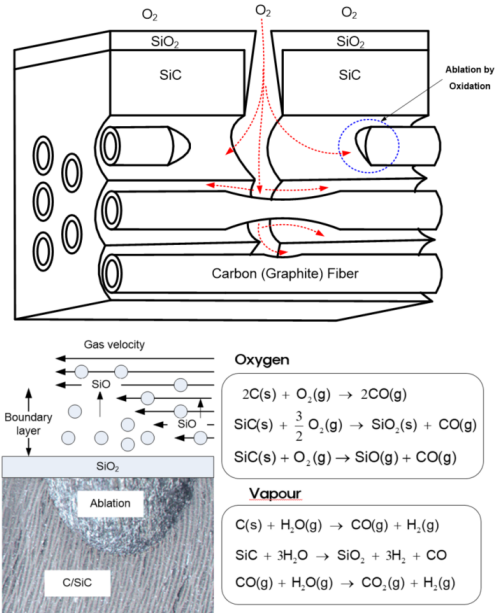 O₂ O₂ O₂
SiO₂ SiO₂
SiC SiC
Ablation by
Oxidation
Carbon (Graphite) Fiber
Gas velocity
SiO
Boundary
layer
SiO
SiO₂
Ablation
C/SiC
Oxygen
2C(s) + O₂(g) → 2CO(g)
SiC(s) + 3/2 O₂(g) → SiO₂(s) + CO(g)
SiC(s) + O₂(g) → SiO(g) + CO(g)
Vapour
C(s) + H₂O(g) → CO(g) + H₂(g)
SiC + 3H₂O → SiO₂ + 3H₂ + CO
CO(g) + H₂O(g) → CO₂(g) + H₂(g)